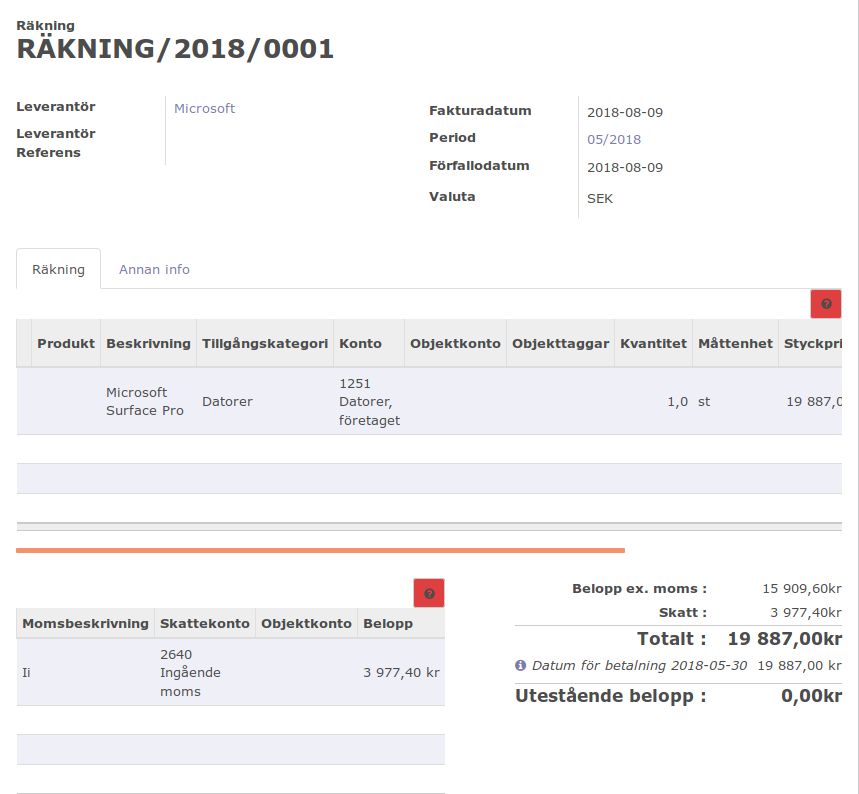 Räkning
RÄKNING/2018/0001
Leverantör
Microsoft
Leverantör
Referens
Fakturadatum
2018-08-09
Period
05/2018
Förfallodatum
2018-08-09
Valuta
SEK
Räkning
Annan info
Produkt Beskrivning Tillgångskategori Konto Objektkonto Objekttaggar Kvantitet Måttenhet Styckpri
Microsoft
Surface Pro
Datorer
1251
Datorer,
företaget
1,0 st 19 887,0
Momsbeskrivning Skattekonto Objektkonto Belopp
Ii
2640
Ingående
moms
3 977,40 kr
Belopp ex. moms : 15 909,60kr
Skatt : 3 977,40kr
Totalt : 19 887,00kr
Datum för betalning 2018-05-30 19 887,00 kr
Utestående belopp : 0,00kr